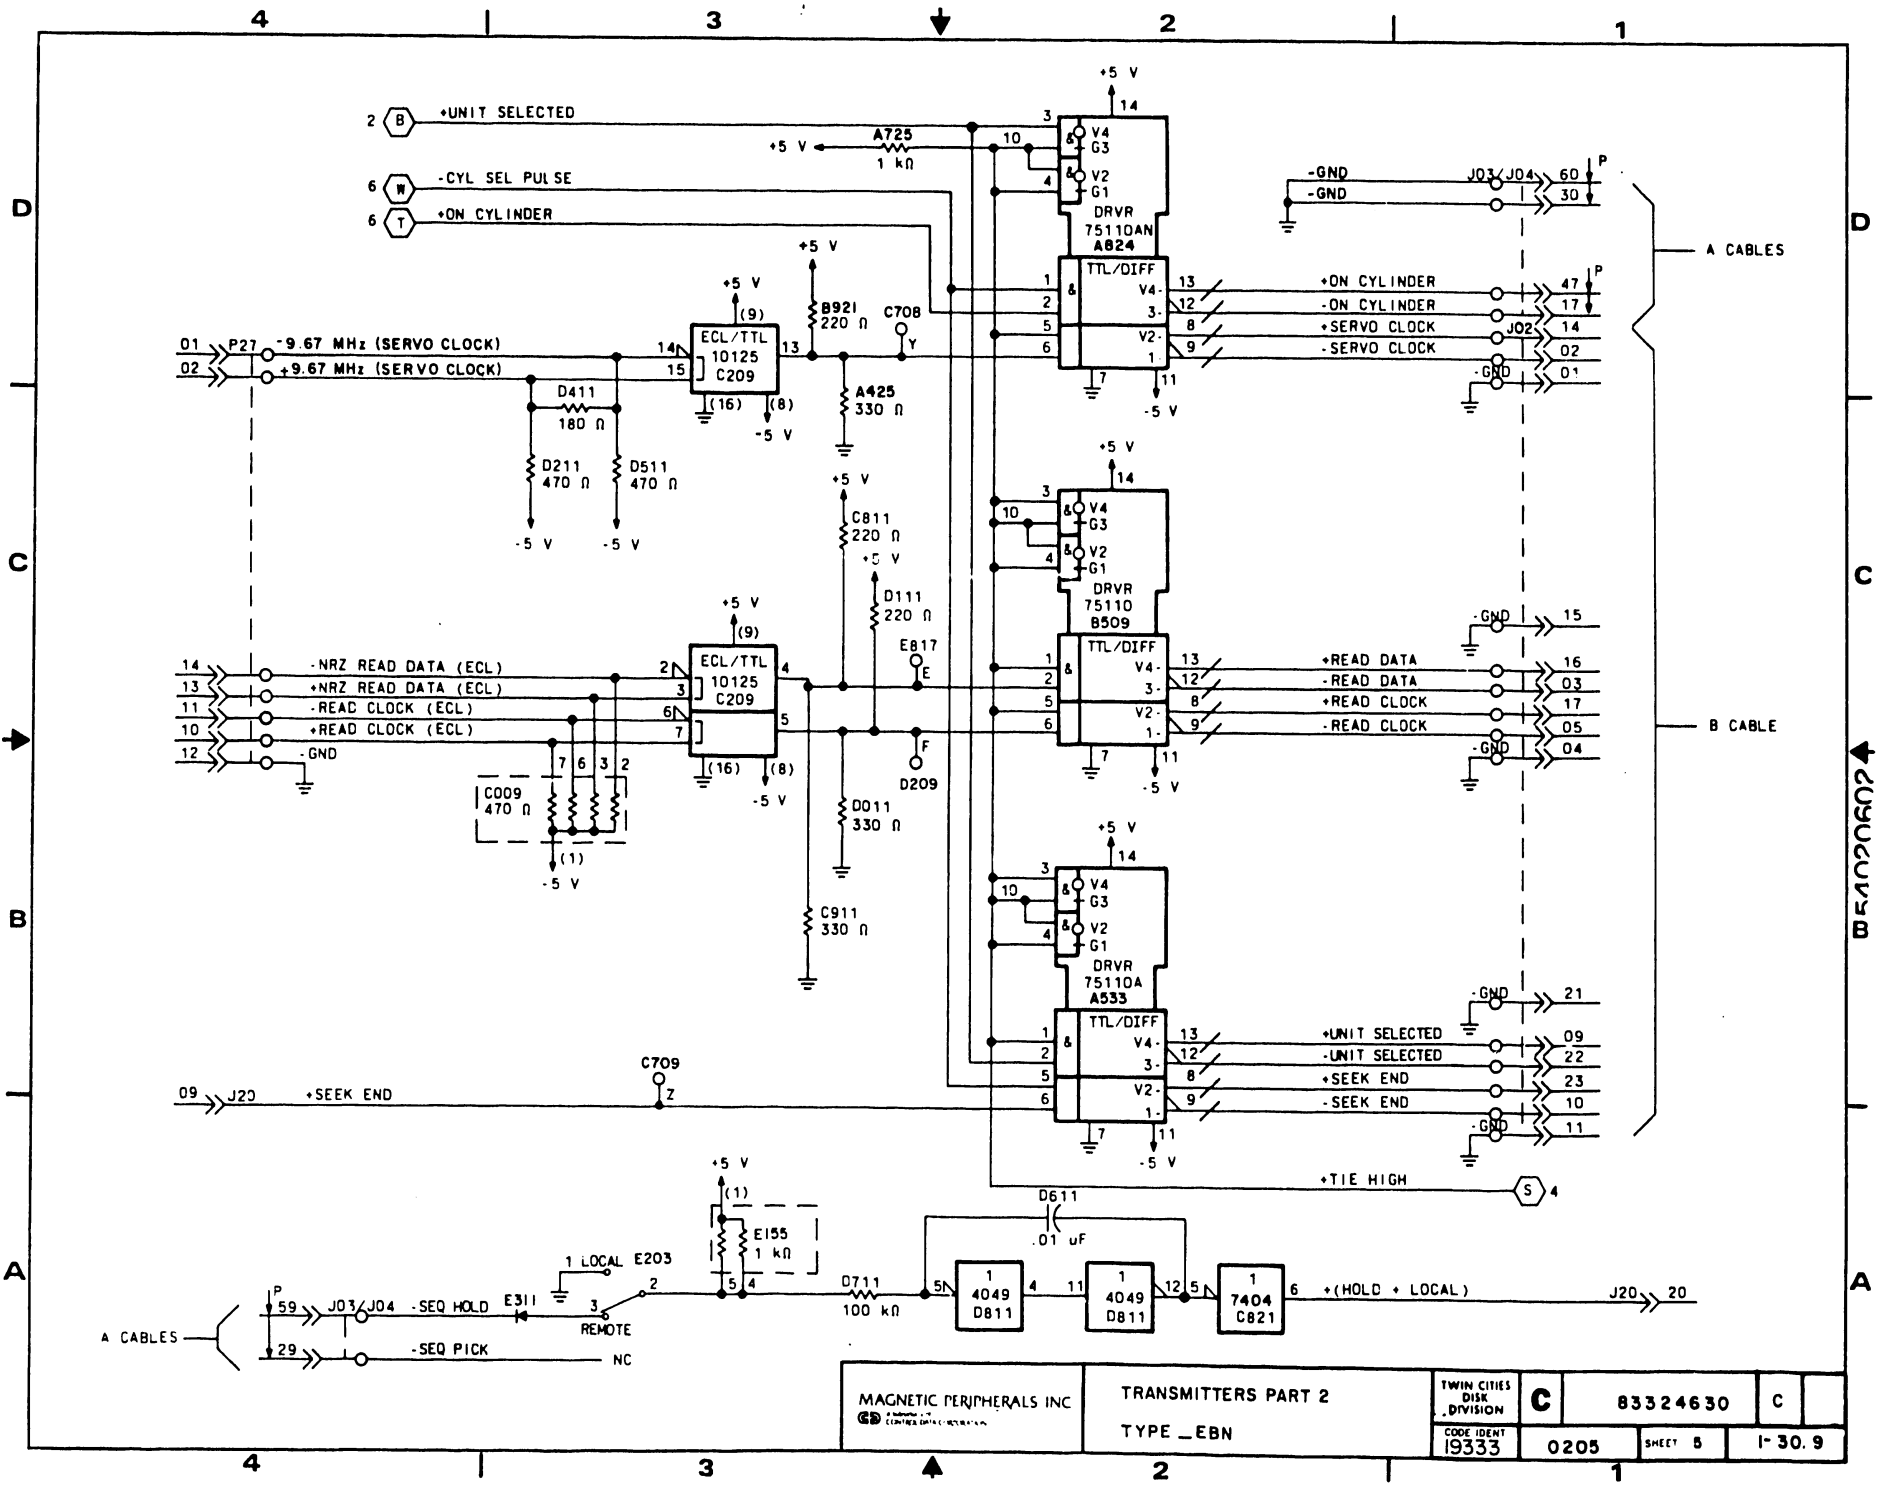 4 3 2 1
+5 V
14
2 B +UNIT SELECTED
3
A725
10
V4
&
G3
+5 V
1 kΩ
V2
&
4
G1
6 W -CYL SEL PULSE
-GND J03/J04 60 P
-GND 30
D D
6 T +ON CYLINDER
DRVR
75110AN
A824
A CABLES
+5 V
TTL/DIFF
1 & V4- 13 +ON CYLINDER 47 P
2 3- 12 -ON CYLINDER 17
5 V2- 8 +SERVO CLOCK J02 14
6 1- 9 -SERVO CLOCK 02
-GND 01
7 11
-5 V
+5 V
(9)
B921
220 Ω
C708
Y
01 P27 -9.67 MHz (SERVO CLOCK) 14 ECL/TTL 13
02 +9.67 MHz (SERVO CLOCK) 15 10125
C209
D411
180 Ω
(16) (8)
-5 V
A425
330 Ω
D211
470 Ω
D511
470 Ω
-5 V -5 V
+5 V
C811
220 Ω
+5 V
D111
220 Ω
+5 V
14
3 V4
10 & G3
& V2
4 G1
C C
DRVR
75110
B509
-GND 15
TTL/DIFF
1 & V4- 13 +READ DATA 16
2 3- 12 -READ DATA 03
5 V2- 8 +READ CLOCK 17
6 1- 9 -READ CLOCK 05
-GND 04
7 11
-5 V
B CABLE
+5 V
(9)
E817
E
14 -NRZ READ DATA (ECL) 2 ECL/TTL 4
13 +NRZ READ DATA (ECL) 3 10125
C209
11 -READ CLOCK (ECL) 6 5
10 +READ CLOCK (ECL) 7
12 -GND
(16) (8)
-5 V
F
D209
7 6 3 2
C009
470 Ω
(1)
-5 V
D011
330 Ω
C911
330 Ω
B B
+5 V
14
3 V4
10 & G3
& V2
4 G1
DRVR
75110A
A533
-GND 21
TTL/DIFF
1 & V4- 13 +UNIT SELECTED 09
2 3- 12 -UNIT SELECTED 22
5 V2- 8 +SEEK END 23
6 1- 9 -SEEK END 10
-GND 11
7 11
-5 V
C709
Z
09 J20 +SEEK END
+TIE HIGH S 4
+5 V
(1)
E155
1 kΩ
5 4
D611
.01 uF
A A
1 LOCAL E203
2
3
REMOTE
D711
100 kΩ
5 1 4 11 1 12 5 1 6 +(HOLD + LOCAL) J20 20
4049 4049 7404
D811 D811 C821
P
59 J03/J04 -SEQ HOLD E311
A CABLES
29 -SEQ PICK NC
MAGNETIC PERIPHERALS INC
TRANSMITTERS PART 2
TYPE _EBN
TWIN CITIES
DISK
DIVISION
C 83324630 C
CODE IDENT
19333 0205 SHEET 5 1-30.9
4 3 2 1